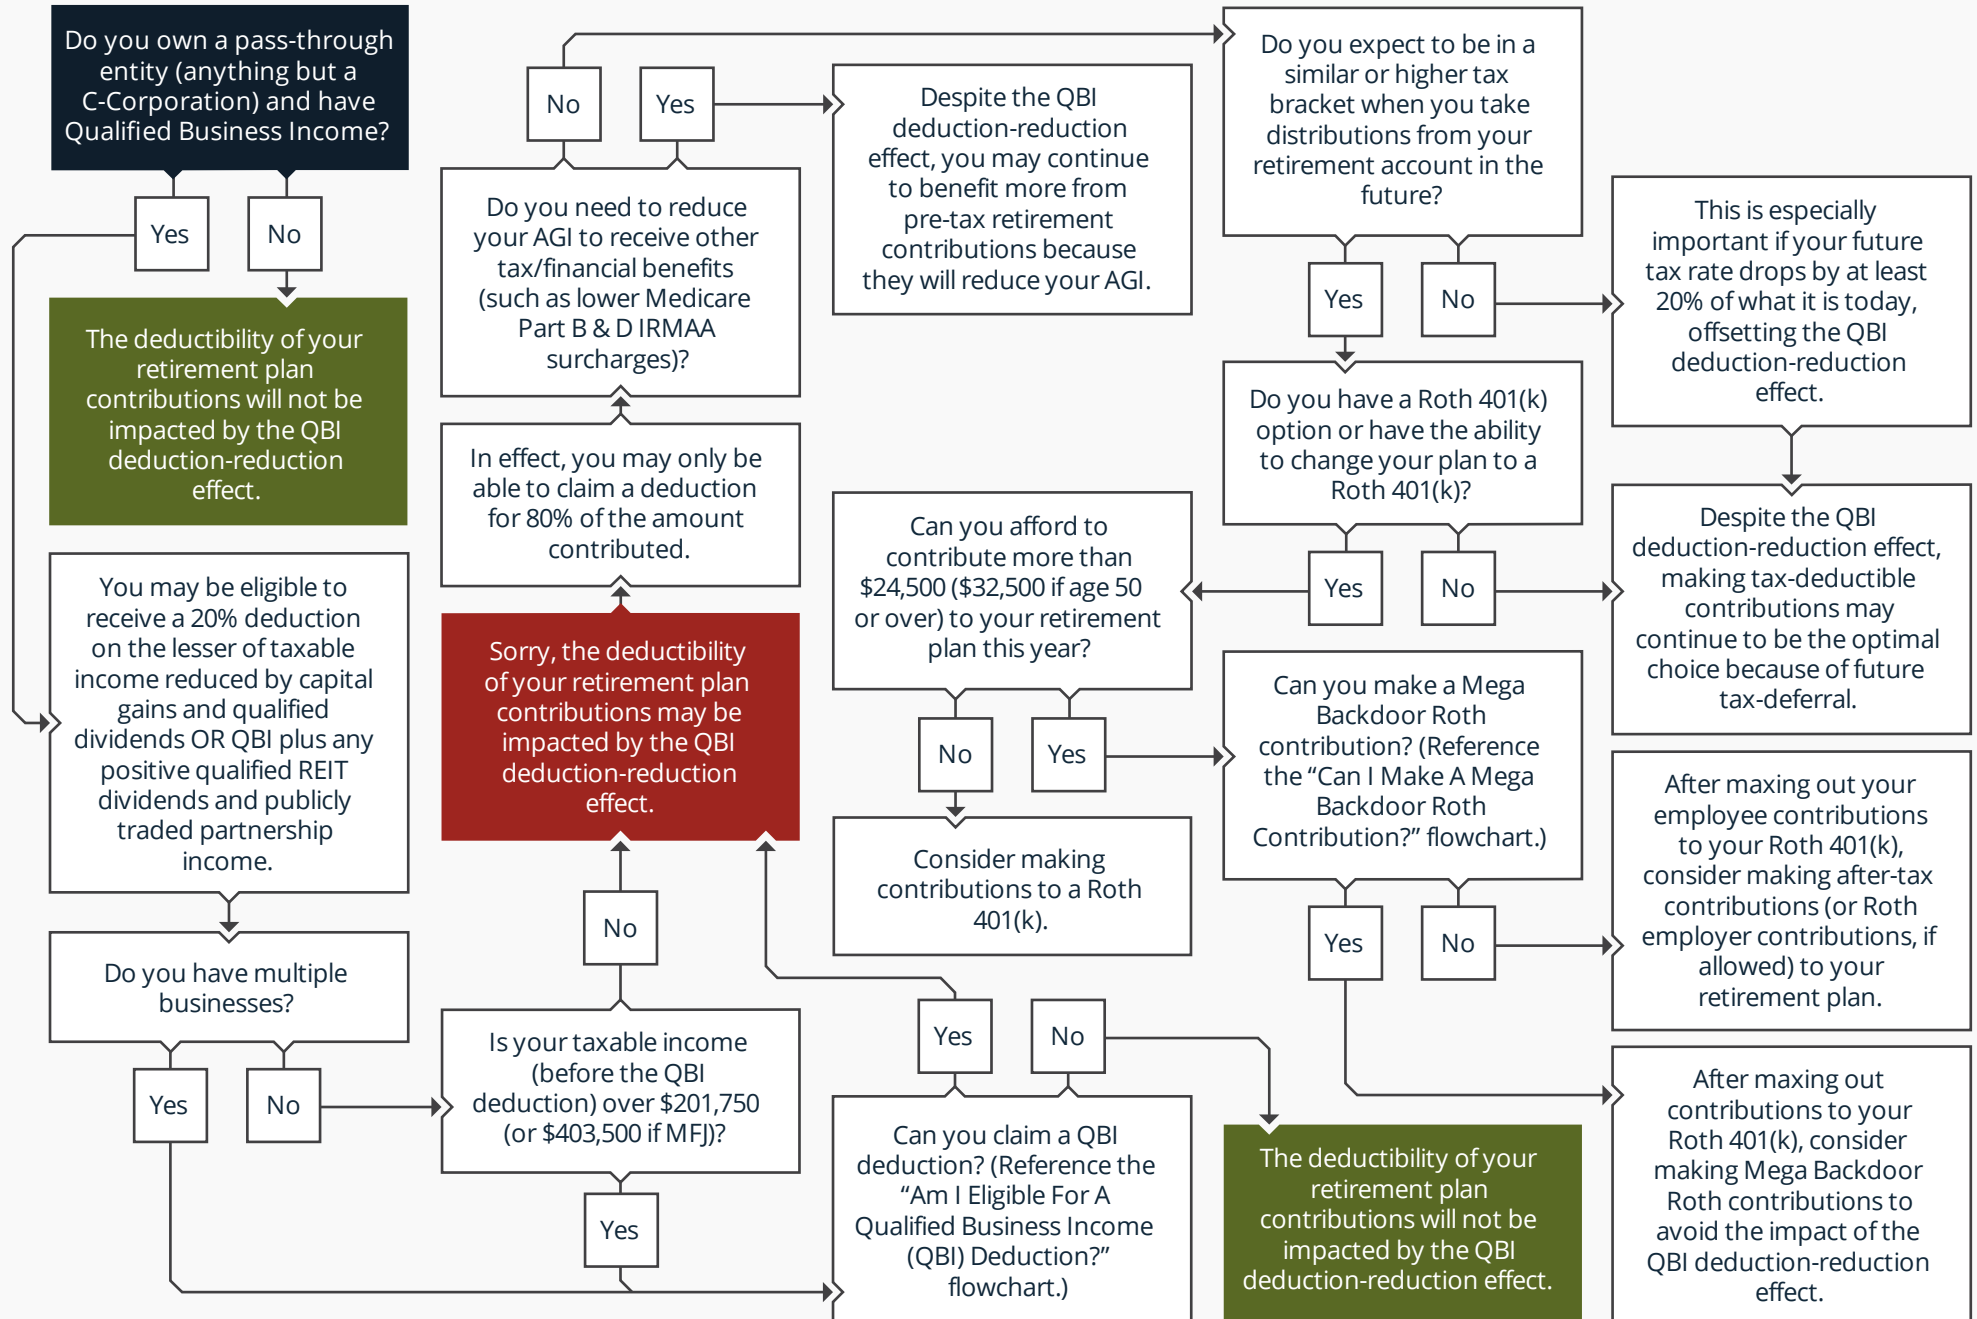 Do you own a pass-through
entity (anything but a
C-Corporation) and have
Qualified Business Income?
Yes
No
The deductibility of your
retirement plan
contributions will not be
impacted by the QBI
deduction-reduction
effect.
You may be eligible to
receive a 20% deduction
on the lesser of taxable
income reduced by capital
gains and qualified
dividends OR QBI plus any
positive qualified REIT
dividends and publicly
traded partnership
income.
Do you have multiple
businesses?
Yes
No
Is your taxable income
(before the QBI
deduction) over $201,750
(or $403,500 if MFJ)?
No
Yes
Sorry, the deductibility
of your retirement plan
contributions may be
impacted by the QBI
deduction-reduction
effect.
In effect, you may only be
able to claim a deduction
for 80% of the amount
contributed.
Do you need to reduce
your AGI to receive other
tax/financial benefits
(such as lower Medicare
Part B & D IRMAA
surcharges)?
No
Yes
Despite the QBI
deduction-reduction
effect, you may continue
to benefit more from
pre-tax retirement
contributions because
they will reduce your AGI.
Can you afford to
contribute more than
$24,500 ($32,500 if age 50
or over) to your retirement
plan this year?
No
Yes
Consider making
contributions to a Roth
401(k).
Yes
No
Can you claim a QBI
deduction? (Reference the
“Am I Eligible For A
Qualified Business Income
(QBI) Deduction?”
flowchart.)
Do you expect to be in a
similar or higher tax
bracket when you take
distributions from your
retirement account in the
future?
Yes
No
Do you have a Roth 401(k)
option or have the ability
to change your plan to a
Roth 401(k)?
Yes
No
Can you make a Mega
Backdoor Roth
contribution? (Reference
the “Can I Make A Mega
Backdoor Roth
Contribution?” flowchart.)
Yes
No
The deductibility of your
retirement plan
contributions will not be
impacted by the QBI
deduction-reduction effect.
This is especially
important if your future
tax rate drops by at least
20% of what it is today,
offsetting the QBI
deduction-reduction
effect.
Despite the QBI
deduction-reduction effect,
making tax-deductible
contributions may
continue to be the optimal
choice because of future
tax-deferral.
After maxing out your
employee contributions
to your Roth 401(k),
consider making after-tax
contributions (or Roth
employer contributions, if
allowed) to your
retirement plan.
After maxing out
contributions to your
Roth 401(k), consider
making Mega Backdoor
Roth contributions to
avoid the impact of the
QBI deduction-reduction
effect.